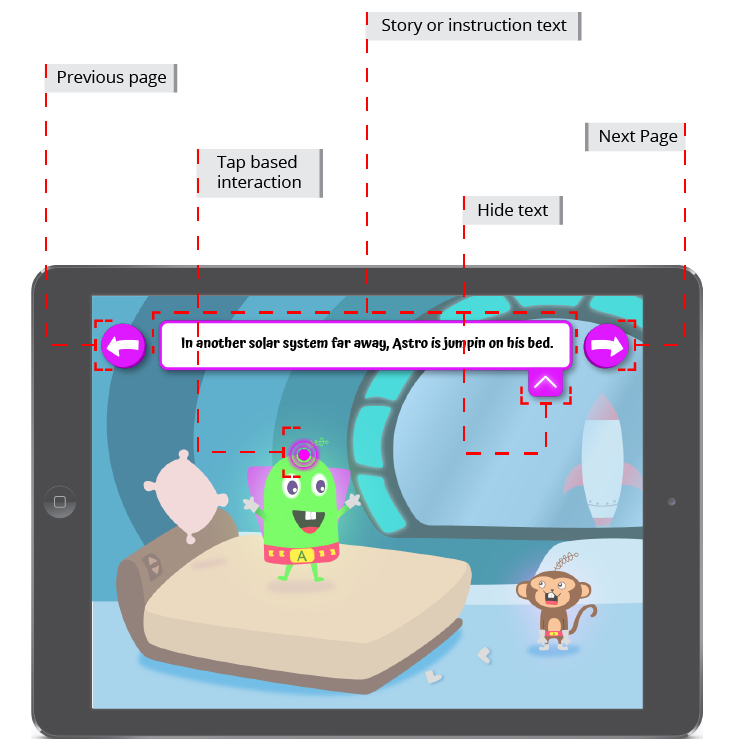 Story or instruction text
Previous page
Next Page
Tap based
interaction
Hide text
In another solar system far away, Astro is jumpin on his bed.
A